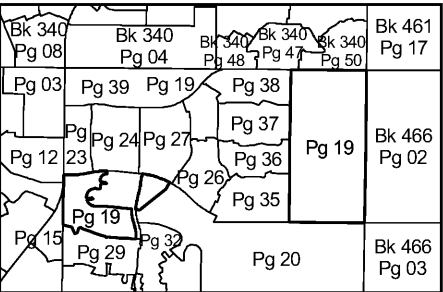 Bk 340
Pg 08
Bk 340
Pg 04
Bk 340
Pg 48
Bk 340
Pg 47
Bk 340
Pg 50
Bk 461
Pg 17
Pg 03
Pg 39
Pg 19
Pg 38
Pg 37
Pg
23
Pg 24
Pg 27
Pg 19
Bk 466
Pg 02
Pg 12
Pg 36
Pg 26
Pg 35
Pg 19
Pg 15
Pg 29
Pg 32
Pg 20
Bk 466
Pg 03